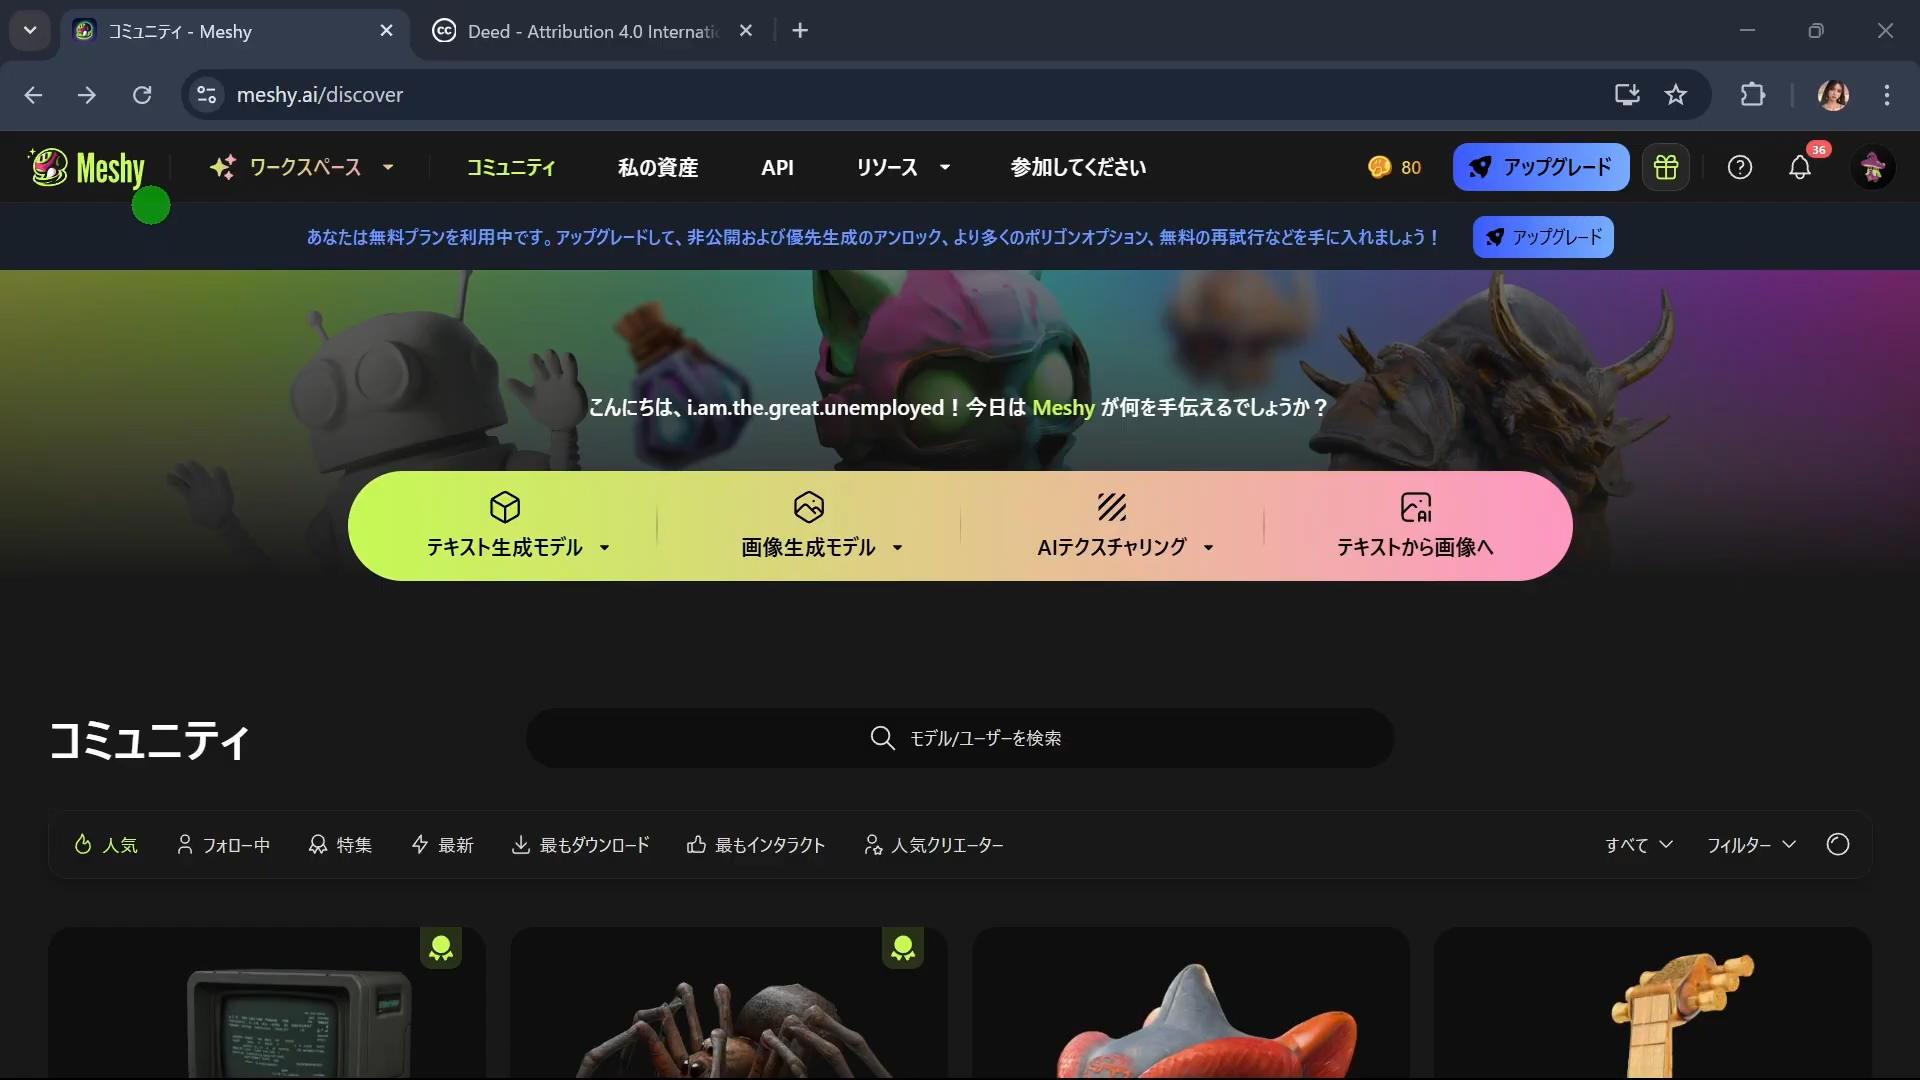 コミュニティ - Meshy
Deed - Attribution 4.0 Internatio
meshy.ai/discover
Meshy
ワークスペース
コミュニティ
私の資産
API
リソース
参加してください
80
アップグレード
36
あなたは無料プランを利用中です。アップグレードして、非公開および優先生成のアンロック、より多くのポリゴンオプション、無料の再試行などを手に入れましょう！
アップグレード
こんにちは、i.am.the.great.unemployed！今日は Meshy が何を手伝えるでしょうか？
テキスト生成モデル
画像生成モデル
AIテクスチャリング
テキストから画像へ
コミュニティ
モデル/ユーザーを検索
人気
フォロー中
特集
最新
最もダウンロード
最もインタラクト
人気クリエーター
すべて
フィルター